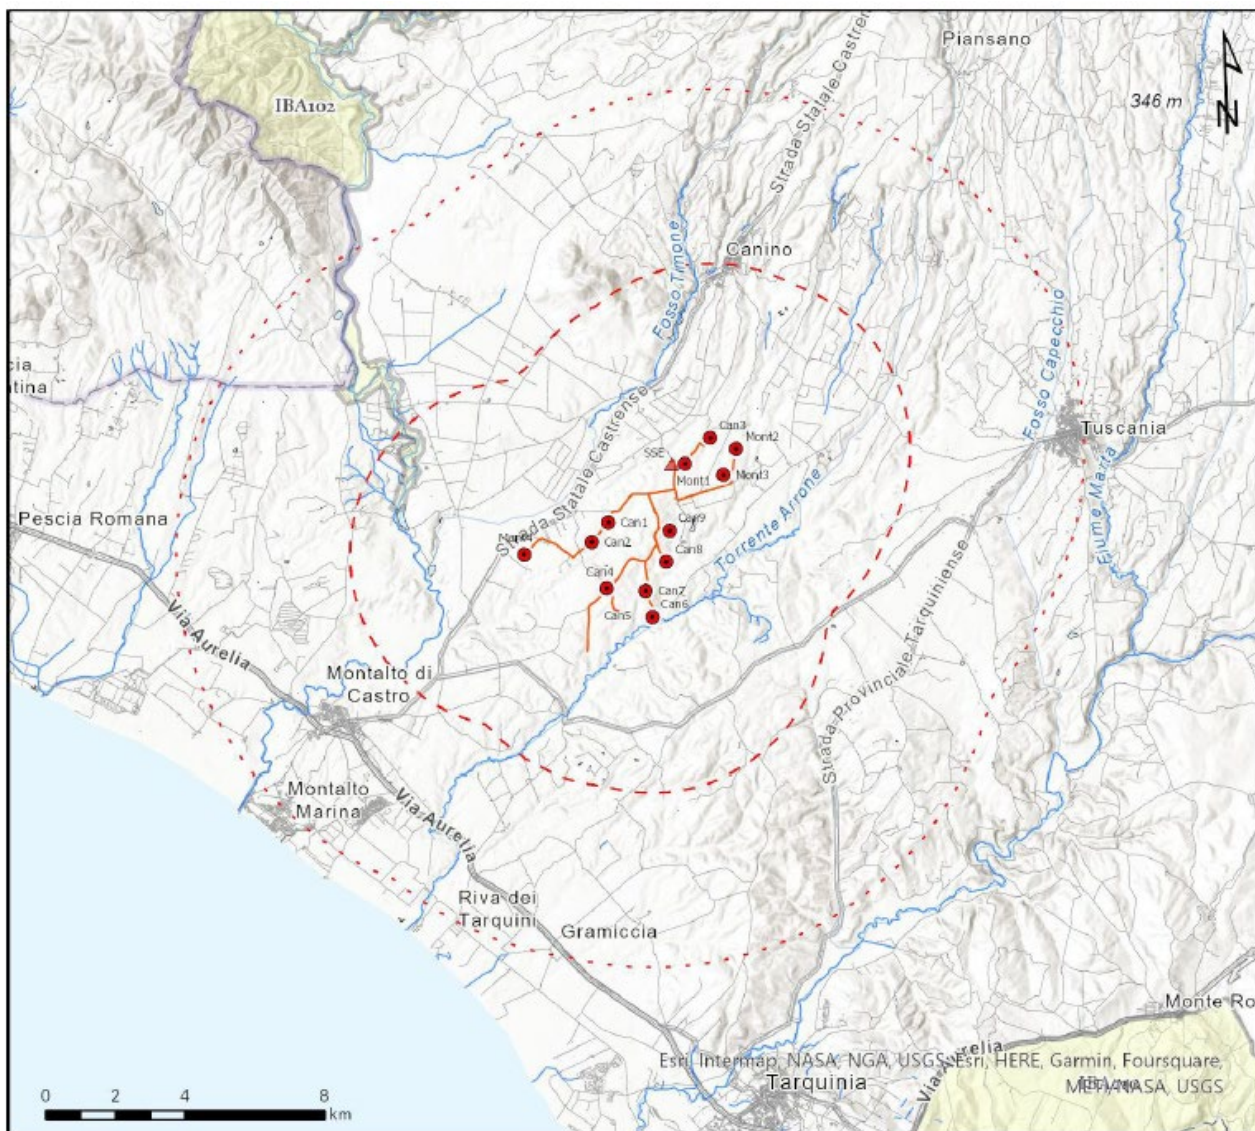 Piansano
Strada Statale Castren
IBA102
346 m
N
Canino
Fosso Timone
Fosso Capecchio
Tuscania
Fiume Marta
Strada Statale Castrense
Can3
Mont2
SSE
Mont1
Mont3
Torrente Arrone
Pescia Romana
Can1
Can9
Can2
Can8
Can4
Can7
Can5
Can6
Via Aurelia
Montalto di
Castro
Strada Provinciale Tarquiniense
Montalto
Marina
Via Aurelia
Riva dei
Tarquini
Gramiccia
Monte Ro
Via Aurelia
Esri, Intermap, NASA, NGA, USGS, Esri, HERE, Garmin, Foursquare,
METI/NASA, USGS
Tarquinia
0 2 4 8
km